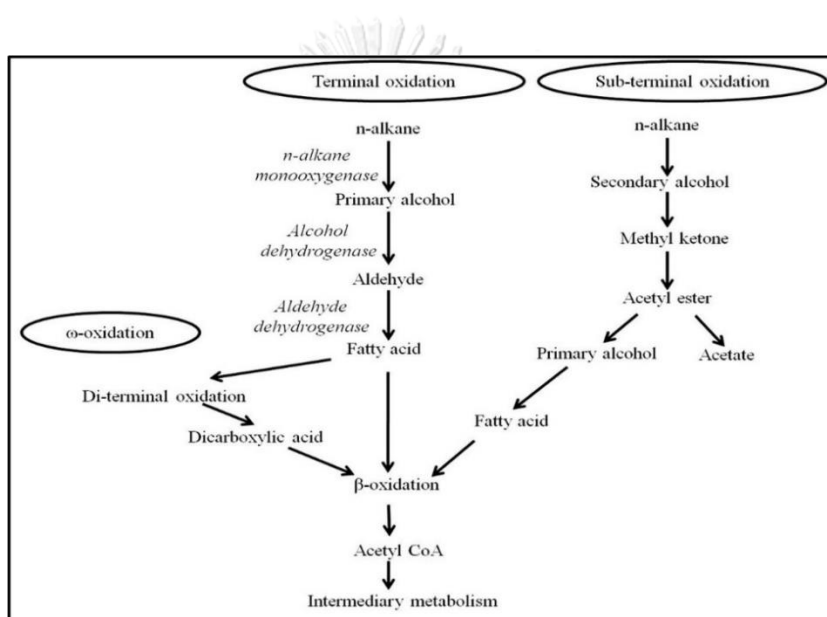 Terminal oxidation
Sub-terminal oxidation
n-alkane
n-alkane
n-alkane
monooxygenase
Secondary alcohol
Primary alcohol
Alcohol
dehydrogenase
Methyl ketone
Aldehyde
Acetyl ester
Aldehyde
dehydrogenase
ω-oxidation
Fatty acid
Primary alcohol
Acetate
Di-terminal oxidation
Fatty acid
Dicarboxylic acid
β-oxidation
Acetyl CoA
Intermediary metabolism